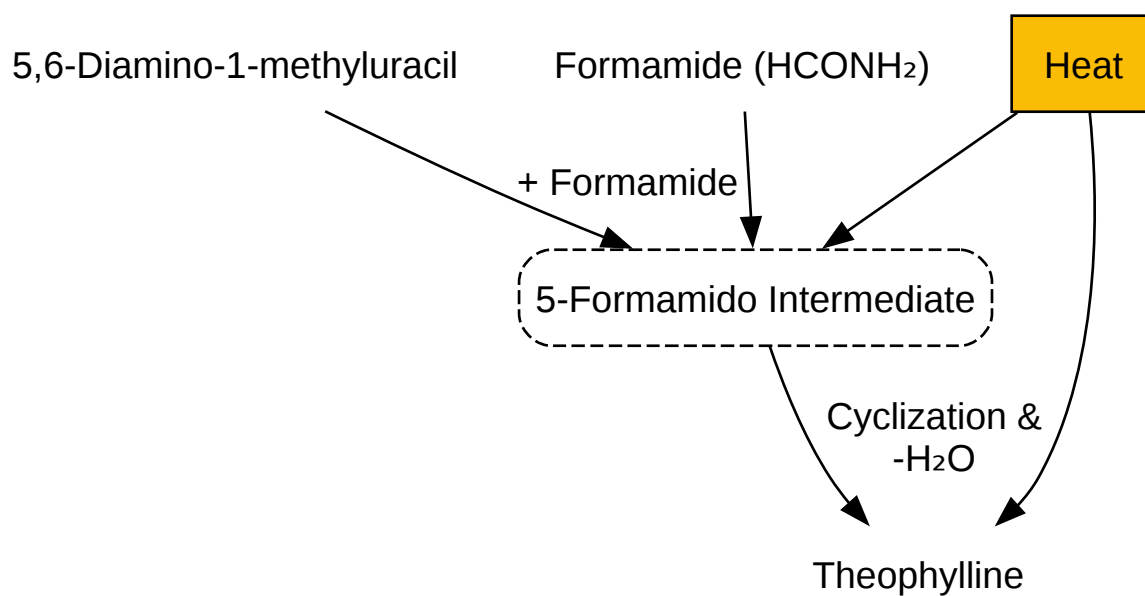 5,6-Diamino-1-methyluracil
Formamide (HCONH₂)
Heat
+ Formamide
5-Formamido Intermediate
Cyclization &
-H₂O
Theophylline